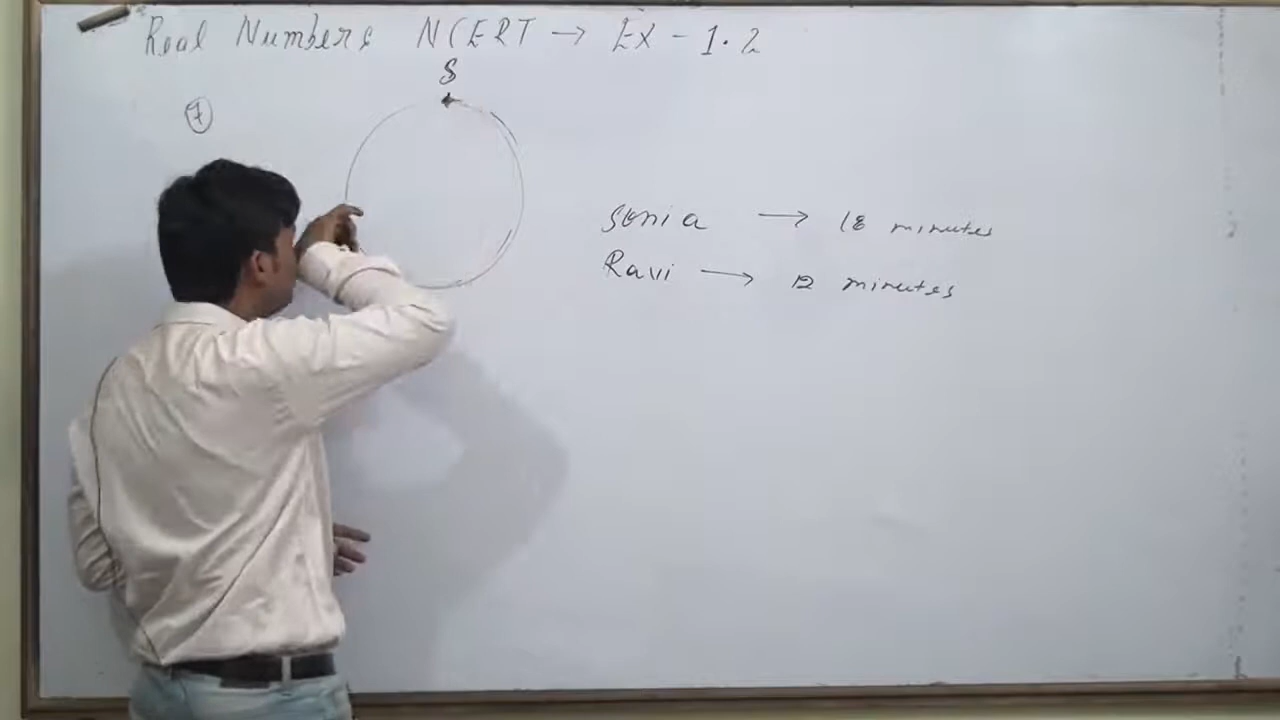 Real Numbers NCERT → Ex - 1.2
S
7
Sonia → 18 minutes
Ravi → 12 minutes